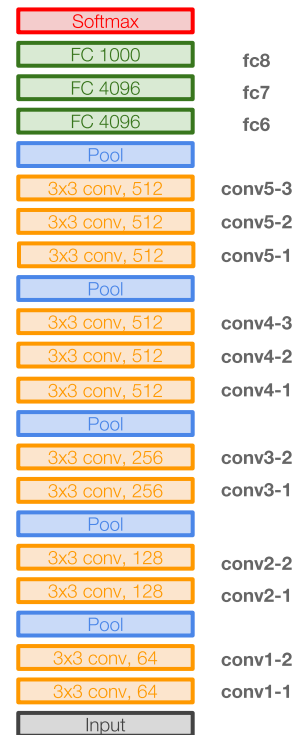 Softmax
FC 1000 fc8
FC 4096 fc7
FC 4096 fc6
Pool
3x3 conv, 512 conv5-3
3x3 conv, 512 conv5-2
3x3 conv, 512 conv5-1
Pool
3x3 conv, 512 conv4-3
3x3 conv, 512 conv4-2
3x3 conv, 512 conv4-1
Pool
3x3 conv, 256 conv3-2
3x3 conv, 256 conv3-1
Pool
3x3 conv, 128 conv2-2
3x3 conv, 128 conv2-1
Pool
3x3 conv, 64 conv1-2
3x3 conv, 64 conv1-1
Input